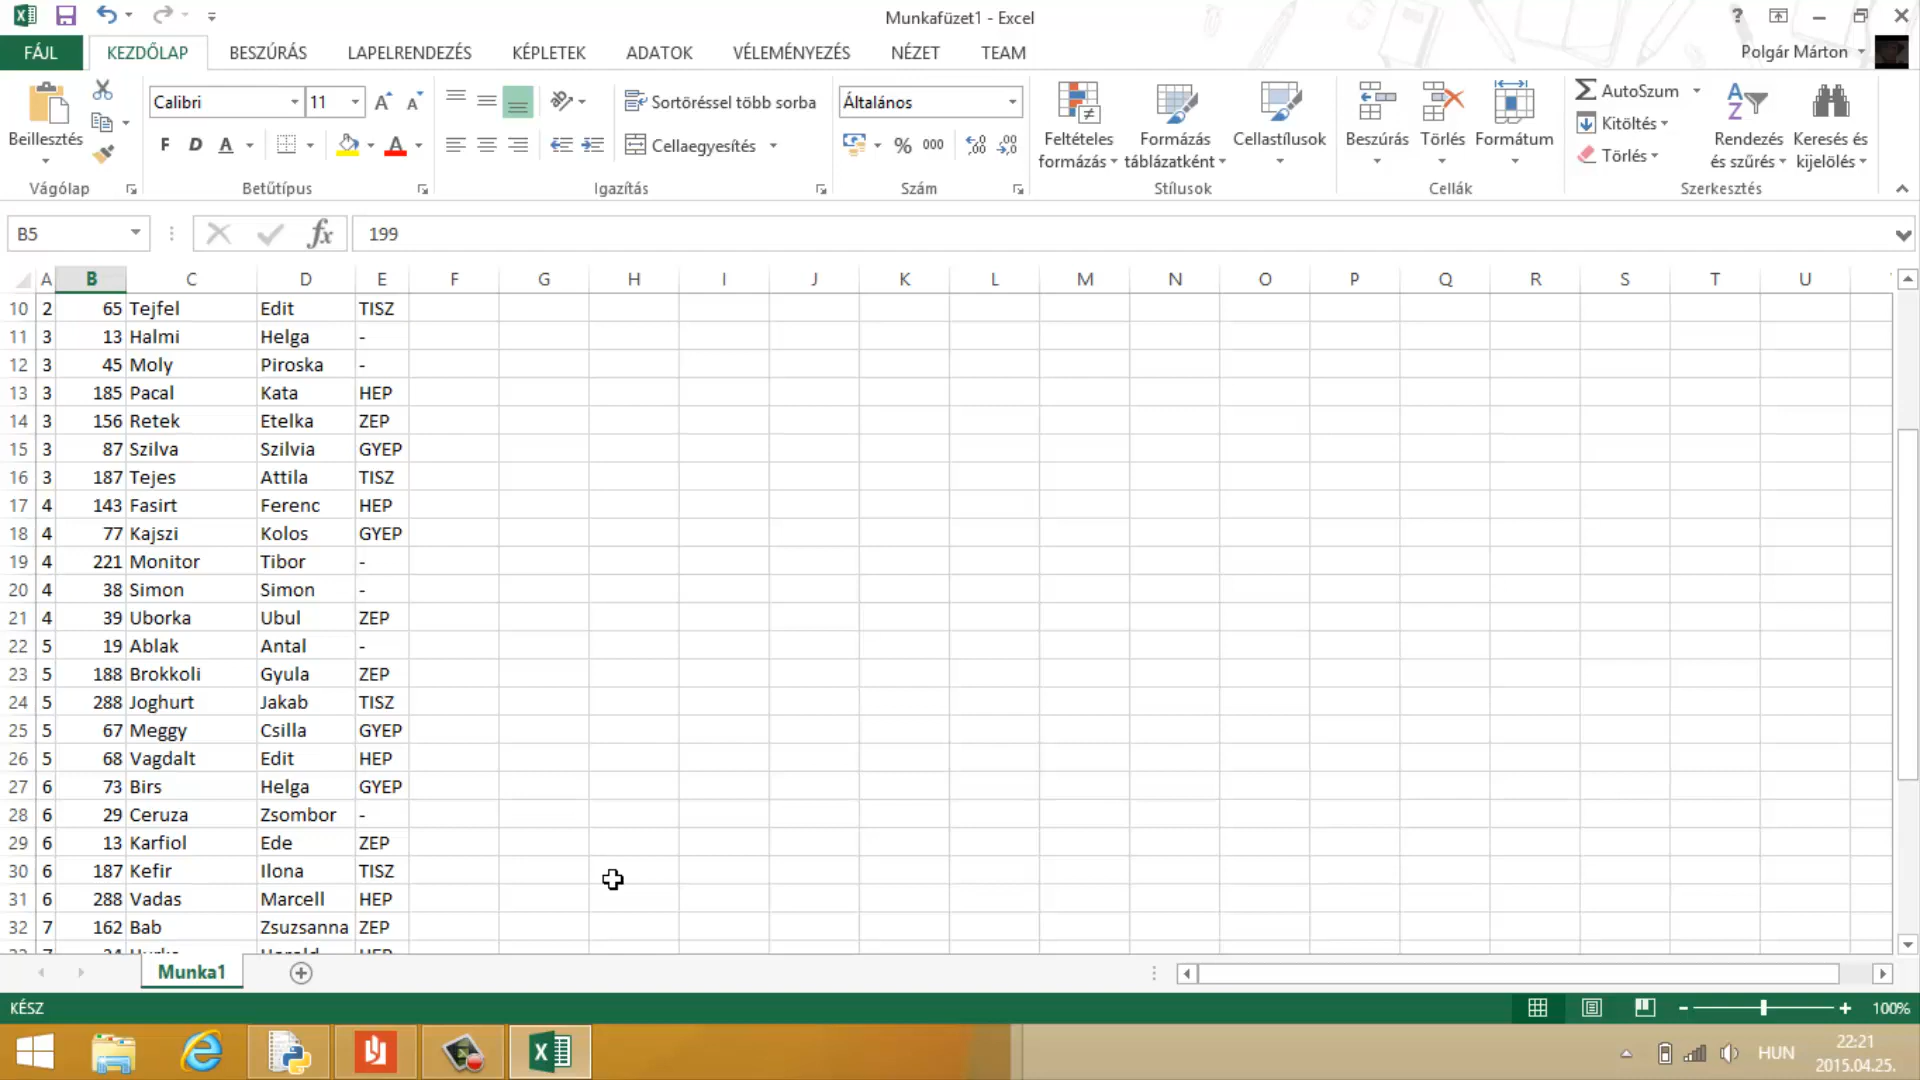 Munkafüzet1 - Excel
?
FÁJL KEZDŐLAP BESZÚRÁS LAPELRENDEZÉS KÉPLETEK ADATOK VÉLEMÉNYEZÉS NÉZET TEAM Polgár Márton
Beillesztés
Vágólap
Calibri 11
F D A
Betűtípus
Sortöréssel több sorba
Cellaegyesítés
Igazítás
Általános
% 000
Szám
Feltételes formázás
Formázás táblázatként
Cellastílusok
Stílusok
Beszúrás Törlés Formátum
Cellák
AutoSzum
Kitöltés
Törlés
Rendezés és szűrés
Keresés és kijelölés
Szerkesztés
B5 fx 199
A B C D E F G H I J K L M N O P Q R S T U
10 2 65 Tejfel Edit TISZ
11 3 13 Halmi Helga -
12 3 45 Moly Piroska -
13 3 185 Pacal Kata HEP
14 3 156 Retek Etelka ZEP
15 3 87 Szilva Szilvia GYEP
16 3 187 Tejes Attila TISZ
17 4 143 Fasirt Ferenc HEP
18 4 77 Kajszi Kolos GYEP
19 4 221 Monitor Tibor -
20 4 38 Simon Simon -
21 4 39 Uborka Ubul ZEP
22 5 19 Ablak Antal -
23 5 188 Brokkoli Gyula ZEP
24 5 288 Joghurt Jakab TISZ
25 5 67 Meggy Csilla GYEP
26 5 68 Vagdalt Edit HEP
27 6 73 Birs Helga GYEP
28 6 29 Ceruza Zsombor -
29 6 13 Karfiol Ede ZEP
30 6 187 Kefir Ilona TISZ
31 6 288 Vadas Marcell HEP
32 7 162 Bab Zsuzsanna ZEP
Munka1
KÉSZ 100%
HUN 22:21
2015.04.25.